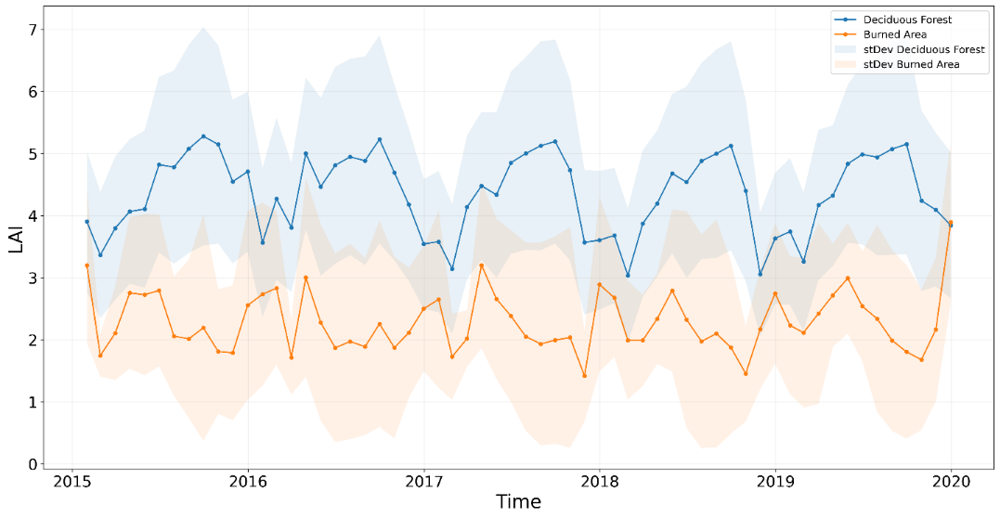 7
6
5
4
3
2
1
0
LAI
2015 2016 2017 2018 2019 2020
Time
Deciduous Forest
Burned Area
stDev Deciduous Forest
stDev Burned Area